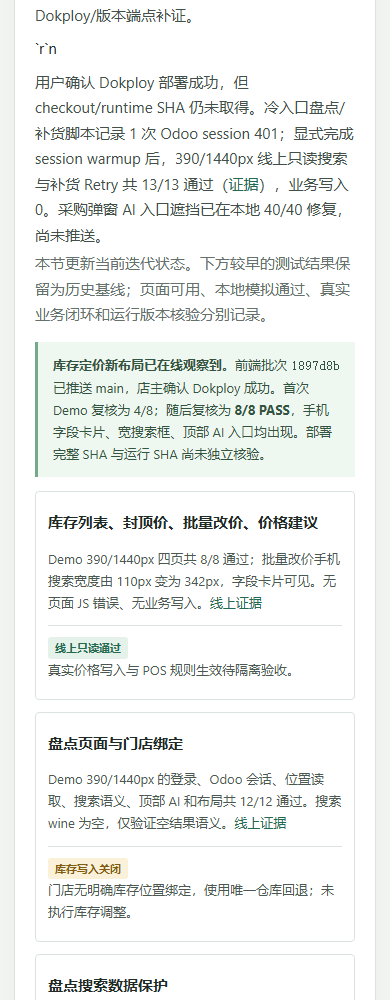 Dokploy/版本端点补证。
`r`n
用户确认 Dokploy 部署成功，但
checkout/runtime SHA 仍未取得。冷入口盘点/
补货脚本记录 1 次 Odoo session 401；显式完成
session warmup 后，390/1440px 线上只读搜索
与补货 Retry 共 13/13 通过（证据），业务写入
0。采购弹窗 AI 入口遮挡已在本地 40/40 修复，
尚未推送。
本节更新当前迭代状态。下方较早的测试结果保
留为历史基线；页面可用、本地模拟通过、真实
业务闭环和运行版本核验分别记录。
库存定价新布局已在线观察到。前端批次 1897d8b
已推送 main，店主确认 Dokploy 成功。首次
Demo 复核为 4/8；随后复核为 8/8 PASS，手机
字段卡片、宽搜索框、顶部 AI 入口均出现。部署
完整 SHA 与运行 SHA 尚未独立核验。
库存列表、封顶价、批量改价、价格建议
Demo 390/1440px 四页共 8/8 通过；批量改价手机
搜索宽度由 110px 变为 342px，字段卡片可见。无
页面 JS 错误、无业务写入。线上证据
线上只读通过
真实价格写入与 POS 规则生效待隔离验收。
盘点页面与门店绑定
Demo 390/1440px 的登录、Odoo 会话、位置读
取、搜索语义、顶部 AI 和布局共 12/12 通过。搜索
wine 为空，仅验证空结果语义。线上证据
库存写入关闭
门店无明确库存位置绑定，使用唯一仓库回退；未
执行库存调整。
盘点搜索数据保护